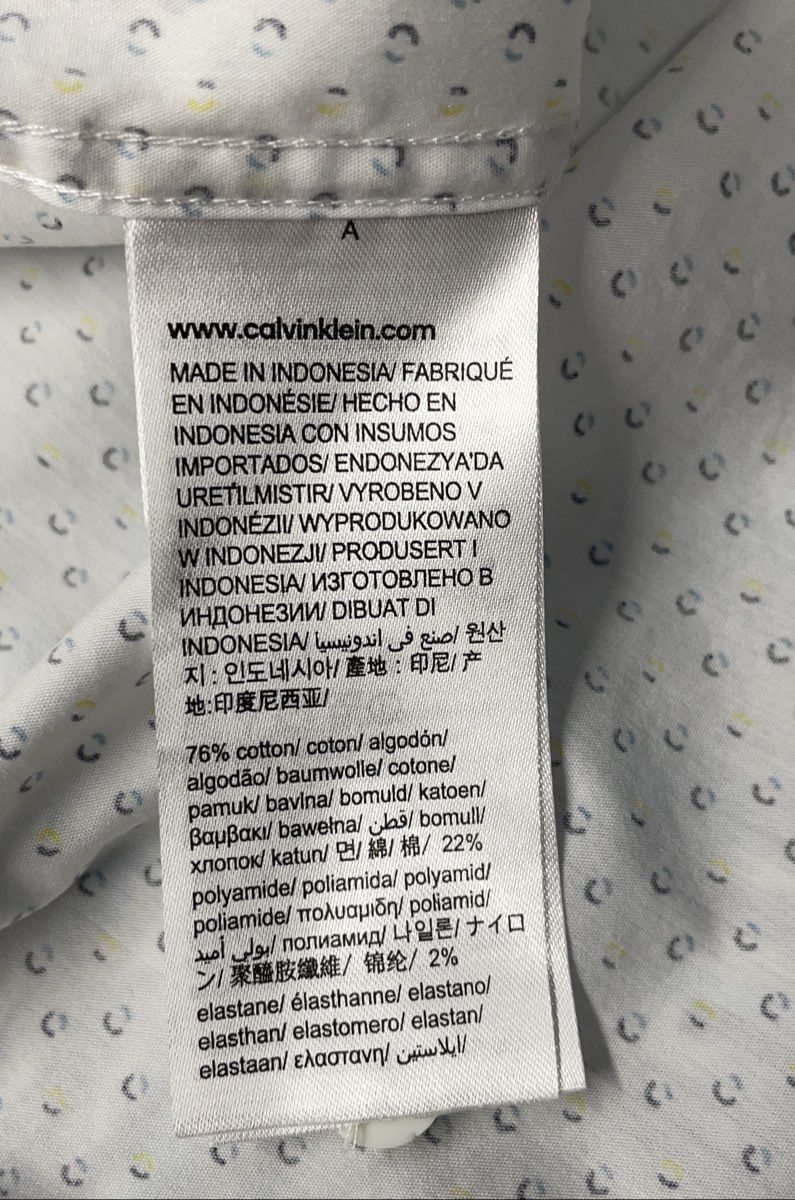 A
www.calvinklein.com
MADE IN INDONESIA/ FABRIQUÉ
EN INDONÉSIE/ HECHO EN
INDONESIA CON INSUMOS
IMPORTADOS/ ENDONEZYA'DA
URETILMISTIR/ VYROBENO V
INDONÉZII/ WYPRODUKOWANO
W INDONEZJI/ PRODUSERT I
INDONESIA/ ИЗГОТОВЛЕНО В
ИНДОНЕЗИИ/ DIBUAT DI
INDONESIA/ صنع في اندونيسيا/ 원산
지 : 인도네시아/ 產地 : 印尼/ 产
地:印度尼西亚/
76% cotton/ coton/ algodón/
algodão/ baumwolle/ cotone/
pamuk/ bavlna/ bomuld/ katoen/
βαμβακι/ bawełna/ قطن/ bomull/
хлопок/ katun/ 면/ 綿/ 棉/ 22%
polyamide/ poliamida/ polyamid/
poliamide/ πολυαμιδη/ poliamid/
بولي أميد/ полиамид/ 나일론/ ナイロ
ン/ 聚醯胺纖維/ 锦纶/ 2%
elastane/ élasthanne/ elastano/
elasthan/ elastomero/ elastan/
elastaan/ ελαστανη/ ايلاستين/